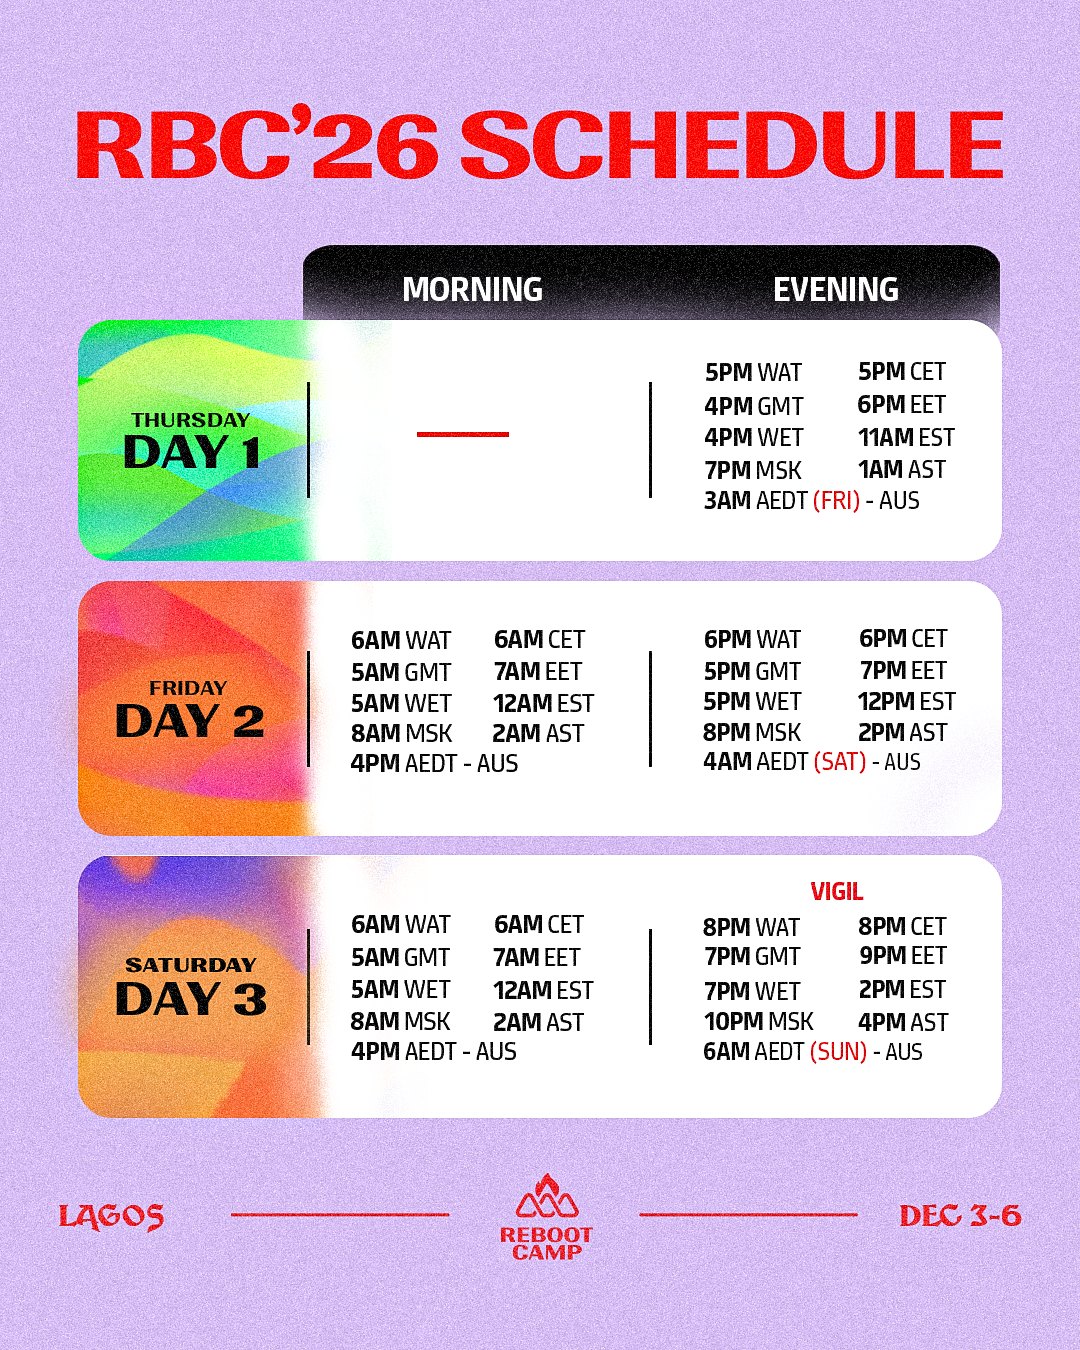 RBC’26 SCHEDULE
MORNING EVENING
THURSDAY
DAY 1
5PM WAT 5PM CET
4PM GMT 6PM EET
4PM WET 11AM EST
7PM MSK 1AM AST
3AM AEDT (FRI) - AUS
FRIDAY
DAY 2
6AM WAT 6AM CET
5AM GMT 7AM EET
5AM WET 12AM EST
8AM MSK 2AM AST
4PM AEDT - AUS
6PM WAT 6PM CET
5PM GMT 7PM EET
5PM WET 12PM EST
8PM MSK 2PM AST
4AM AEDT (SAT) - AUS
SATURDAY
DAY 3
6AM WAT 6AM CET
5AM GMT 7AM EET
5AM WET 12AM EST
8AM MSK 2AM AST
4PM AEDT - AUS
VIGIL
8PM WAT 8PM CET
7PM GMT 9PM EET
7PM WET 2PM EST
10PM MSK 4PM AST
6AM AEDT (SUN) - AUS
LAGOS
REBOOT
CAMP
DEC 3-6